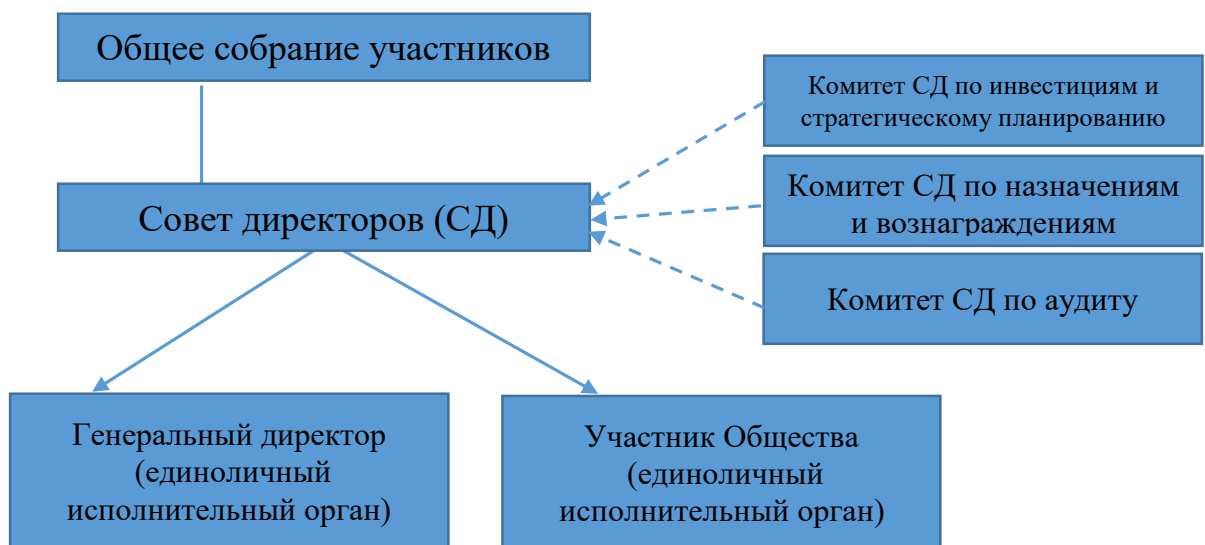 Общее собрание участников
Комитет СД по инвестициям и
стратегическому планированию
Комитет СД по назначениям
и вознаграждениям
Совет директоров (СД)
Комитет СД по аудиту
Генеральный директор
(единоличный
исполнительный орган)
Участник Общества
(единоличный
исполнительный орган)